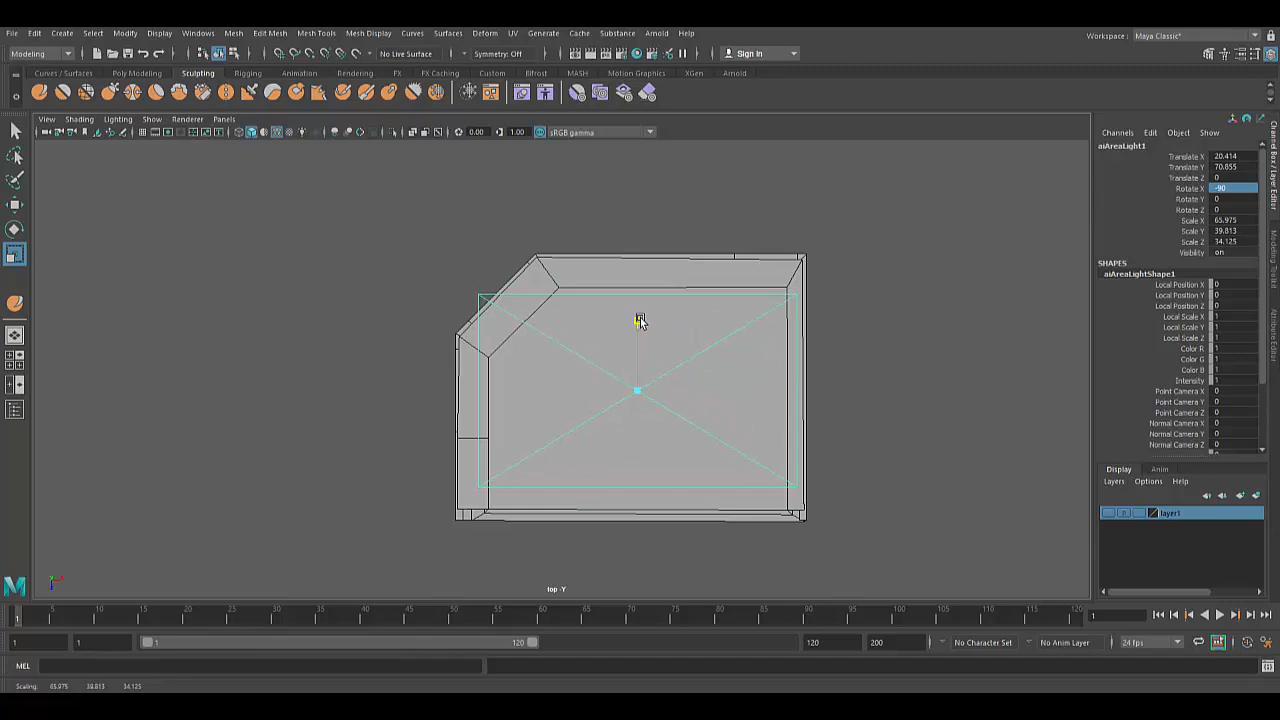 File Edit Create Select Modify Display Windows Mesh Edit Mesh Mesh Tools Mesh Display Curves Surfaces Deform UV Generate Cache Substance Arnold Help
Workspace: Maya Classic*
Modeling No Live Surface Symmetry: Off Sign In
Curves / Surfaces Poly Modeling Sculpting Rigging Animation Rendering FX FX Caching Custom Bifrost MASH Motion Graphics XGen Arnold
View Shading Lighting Show Renderer Panels
0.00 1.00 sRGB gamma
Channels Edit Object Show
aiAreaLight1
Translate X 20.414
Translate Y 70.855
Translate Z 0
Rotate X -90
Rotate Y 0
Rotate Z 0
Scale X 65.975
Scale Y 39.813
Scale Z 34.125
Visibility on
SHAPES
aiAreaLightShape1
Local Position X 0
Local Position Y 0
Local Position Z 0
Local Scale X 1
Local Scale Y 1
Local Scale Z 1
Color R 1
Color G 1
Color B 1
Intensity 1
Point Camera X 0
Point Camera Y 0
Point Camera Z 0
Normal Camera X 0
Normal Camera Y 0
Normal Camera Z 0
Channel Box / Layer Editor
Modeling Toolkit
Attribute Editor
Display Anim
Layers Options Help
P layer1
top -Y
5 10 15 20 25 30 35 40 45 50 55 60 65 70 75 80 85 90 95 100 105 110 115 120
1 1
1 1 1 120 120 200 No Character Set No Anim Layer 24 fps
MEL
Scaling: 65.975 39.813 34.125